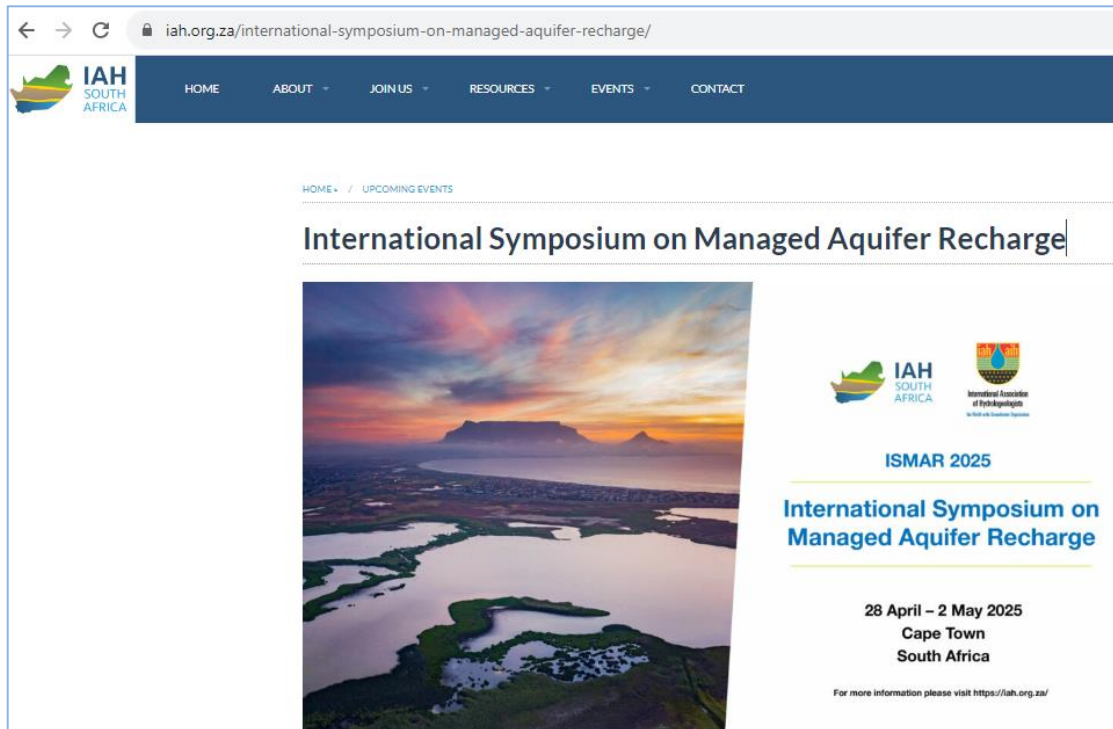 iah.org.za/international-symposium-on-managed-aquifer-recharge/
IAH
SOUTH
AFRICA
HOME
ABOUT
JOIN US
RESOURCES
EVENTS
CONTACT
HOME » / UPCOMING EVENTS
International Symposium on Managed Aquifer Recharge
IAH
SOUTH
AFRICA
iah aih
International Association
of Hydrogeologists
ISMAR 2025
International Symposium on
Managed Aquifer Recharge
28 April – 2 May 2025
Cape Town
South Africa
For more information please visit https://iah.org.za/